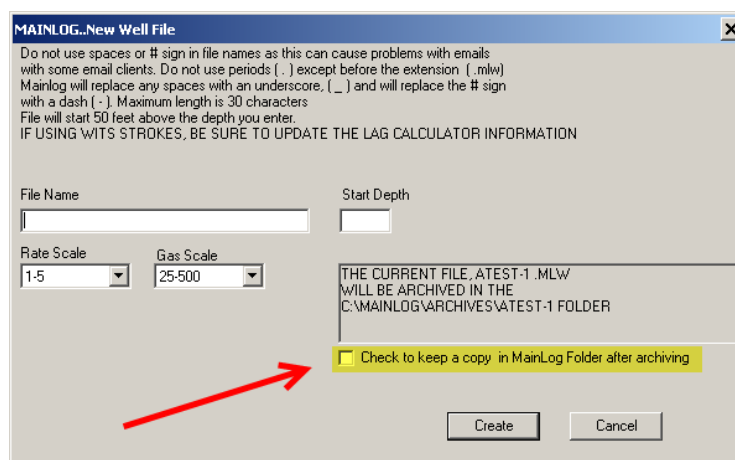 MAINLOG..New Well File
Do not use spaces or # sign in file names as this can cause problems with emails
with some email clients. Do not use periods ( . ) except before the extension ( .mlw)
Mainlog will replace any spaces with an underscore, ( _ ) and will replace the # sign
with a dash ( - ). Maximum length is 30 characters
File will start 50 feet above the depth you enter.
IF USING WITS STROKES, BE SURE TO UPDATE THE LAG CALCULATOR INFORMATION
File Name
Start Depth
Rate Scale
Gas Scale
1-5
25-500
THE CURRENT FILE, ATEST-1 .MLW
WILL BE ARCHIVED IN THE
C:\MAINLOG\ARCHIVES\ATEST-1 FOLDER
Check to keep a copy in MainLog Folder after archiving
Create
Cancel